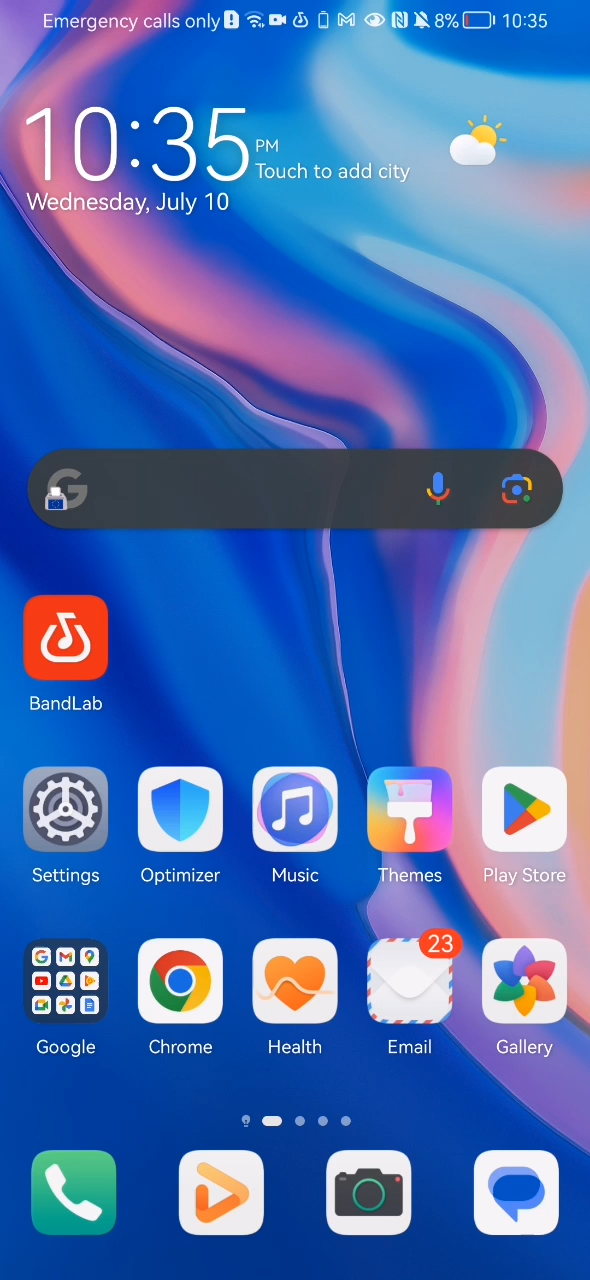 Emergency calls only 8% 10:35
10:35 PM
Touch to add city
Wednesday, July 10
BandLab
Settings Optimizer Music Themes Play Store
23
Google Chrome Health Email Gallery